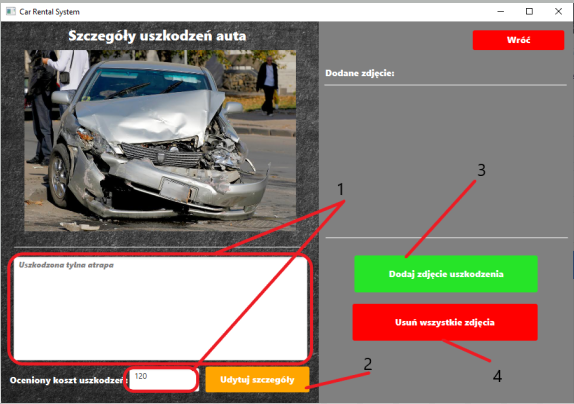 Car Rental System
Szczegóły uszkodzeń auta
Wróć
Dodane zdjęcie:
1
3
Uszkodzona tylna atrapa
Dodaj zdjęcie uszkodzenia
Usuń wszystkie zdjęcia
2
4
Oceniony koszt uszkodzeń:
120
Udytuj szczegóły